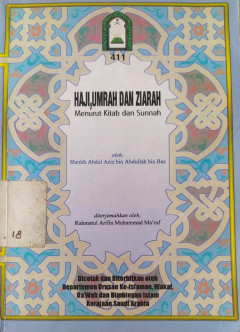 411
HAJI,UMRAH DAN ZIARAH
Menurut Kitab dan Sunnah
oleh
Sheikh Abdul Aziz bin Abdullah bin Baz
diterjemahkan oleh;
Rahmatul Arifin Muhammad Ma'ruf
18
Dicetak dan Diterbitkan oleh
Departemen Urusan Ke-Islaman, Wakaf,
Da'wah dan Bimbingan Islam
Kerajaan Saudi Arabia